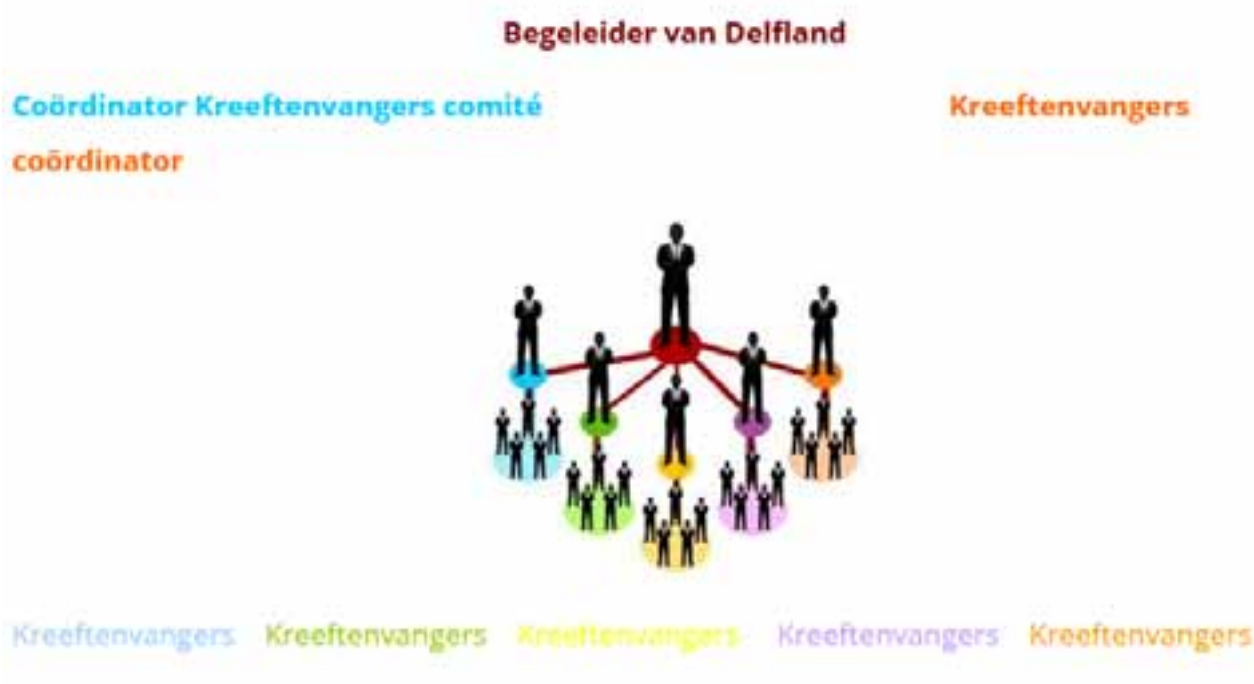 Begeleider van Delfland
Coördinator Kreeftenvangers comité Kreeftenvangers
coördinator
Kreeftenvangers Kreeftenvangers Kreeftenvangers Kreeftenvangers Kreeftenvangers